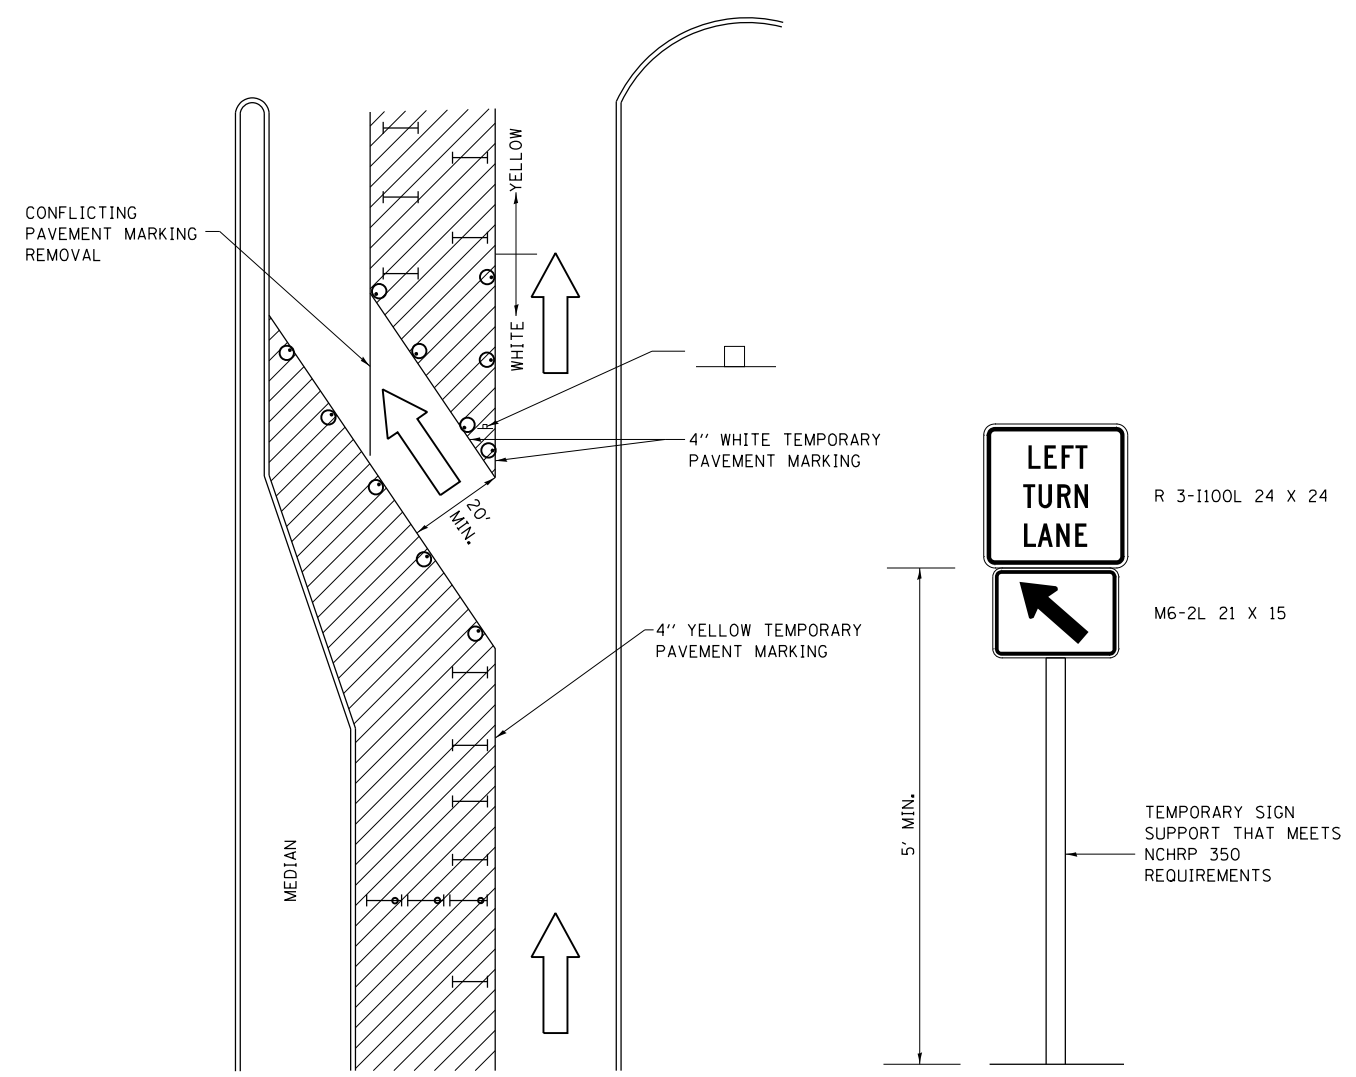 YELLOW
CONFLICTING
PAVEMENT MARKING
REMOVAL
WHITE
4'' WHITE TEMPORARY
PAVEMENT MARKING
LEFT
TURN
LANE
R 3-I100L 24 X 24
20'
MIN.
M6-2L 21 X 15
4'' YELLOW TEMPORARY
PAVEMENT MARKING
5' MIN.
TEMPORARY SIGN
SUPPORT THAT MEETS
NCHRP 350
REQUIREMENTS
MEDIAN